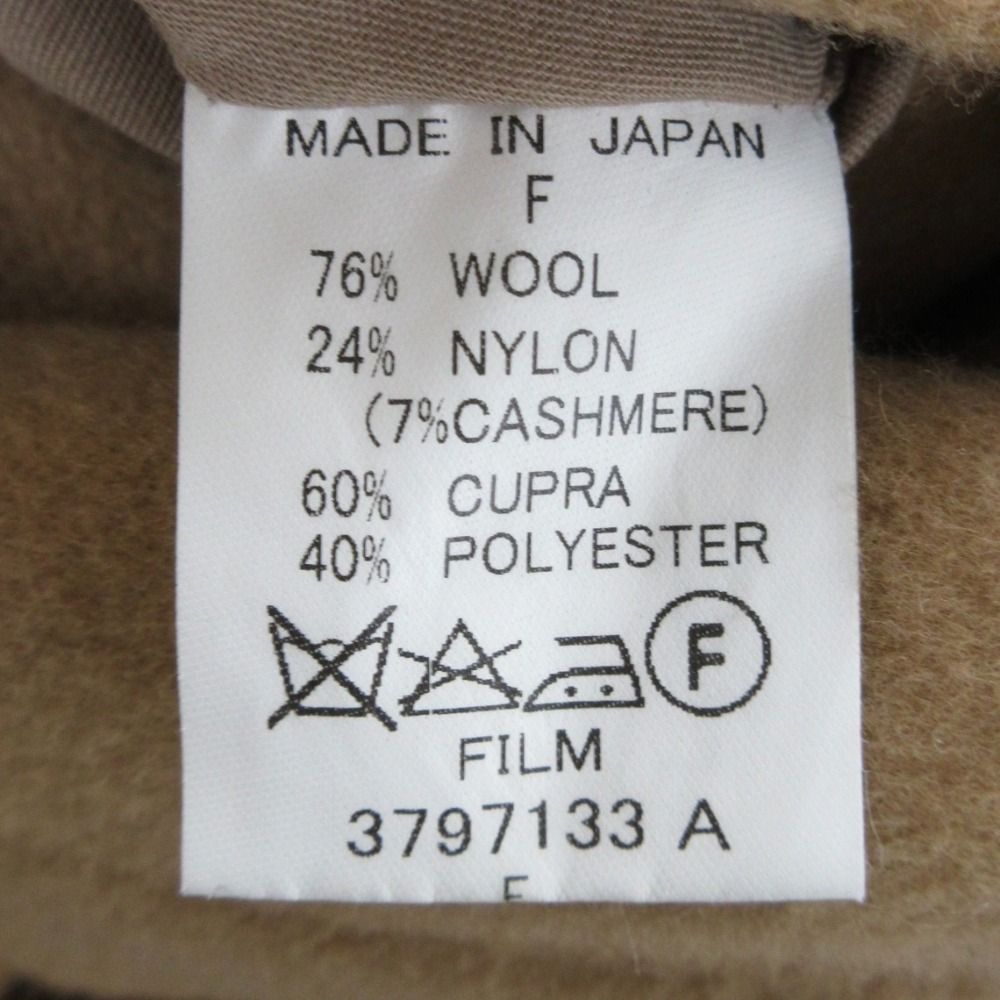 MADE IN JAPAN
F
76% WOOL
24% NYLON
(7%CASHMERE)
60% CUPRA
40% POLYESTER
F
FILM
3797133 A